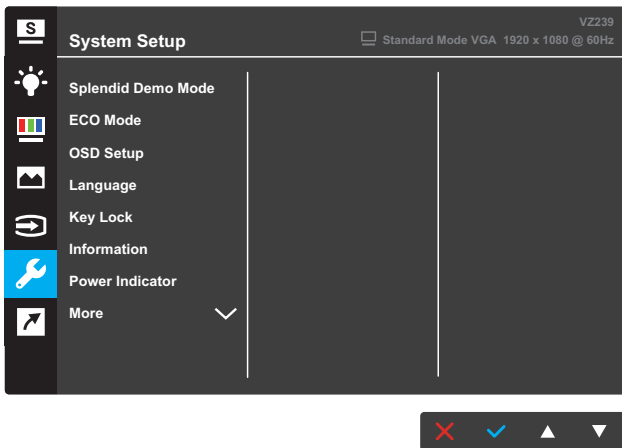 S
VZ239
System Setup
Standard Mode VGA 1920 x 1080 @ 60Hz
Splendid Demo Mode
ECO Mode
OSD Setup
Language
Key Lock
Information
Power Indicator
More